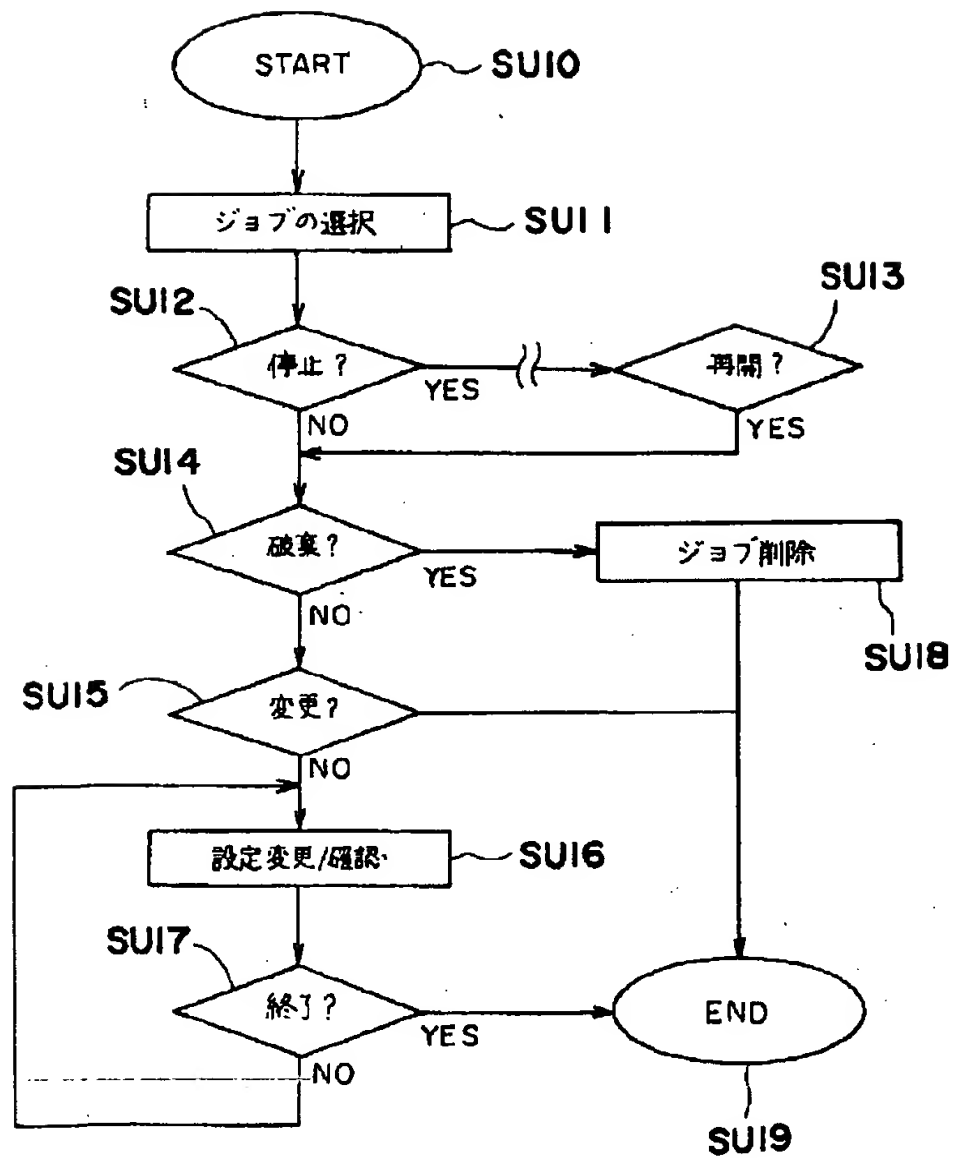 START
SU10
ジョブの選択
SU11
SU12
停止?
YES
NO
SU13
再開?
YES
SU14
破棄?
YES
NO
ジョブ削除
SU18
SU15
変更?
NO
設定変更/確認
SU16
SU17
終了?
YES
NO
END
SU19